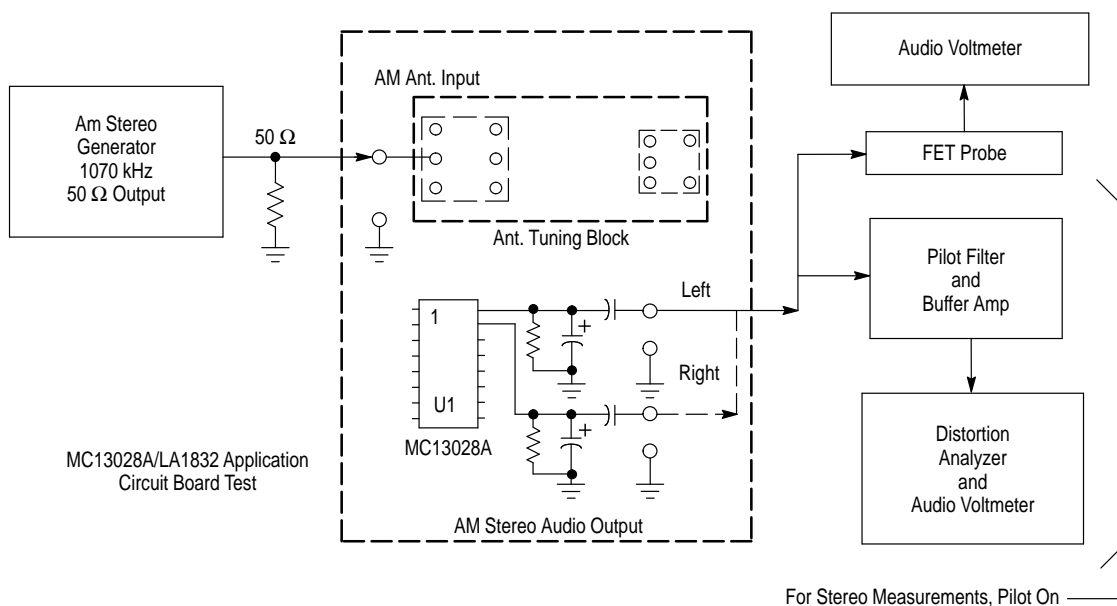 Audio Voltmeter
AM Ant. Input
Am Stereo
Generator
1070 kHz
50 Ω Output
50 Ω
FET Probe
Ant. Tuning Block
Pilot Filter
and
Buffer Amp
Left
1
+
Right
U1
+
MC13028A
MC13028A/LA1832 Application
Circuit Board Test
Distortion
Analyzer
and
Audio Voltmeter
AM Stereo Audio Output
For Stereo Measurements, Pilot On